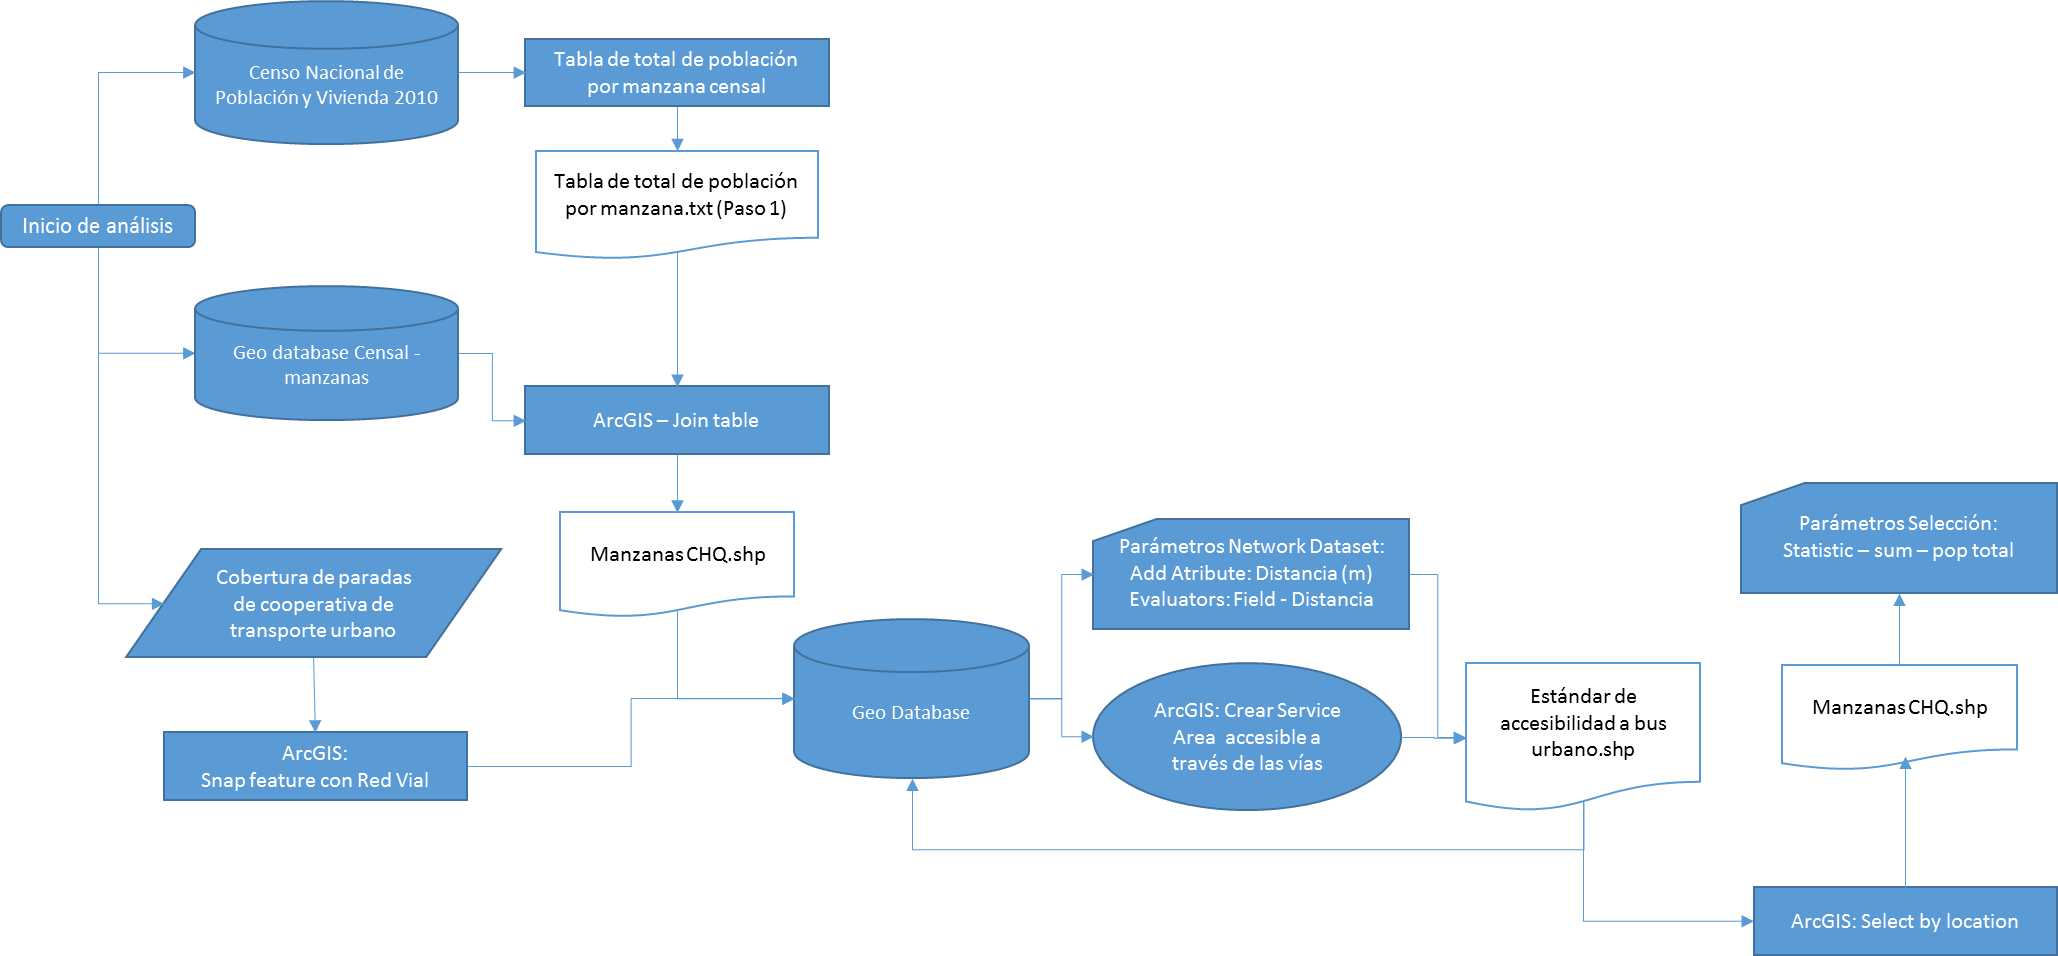 Censo Nacional de
Población y Vivienda 2010
Tabla de total de población
por manzana censal
Tabla de total de población
por manzana.txt (Paso 1)
Inicio de análisis
Geo database Censal -
manzanas
ArcGIS – Join table
Manzanas CHQ.shp
Cobertura de paradas
de cooperativa de
transporte urbano
ArcGIS:
Snap feature con Red Vial
Geo Database
Parámetros Network Dataset:
Add Atribute: Distancia (m)
Evaluators: Field - Distancia
ArcGIS: Crear Service
Area accesible a
través de las vías
Estándar de
accesibilidad a bus
urbano.shp
Parámetros Selección:
Statistic – sum – pop total
Manzanas CHQ.shp
ArcGIS: Select by location